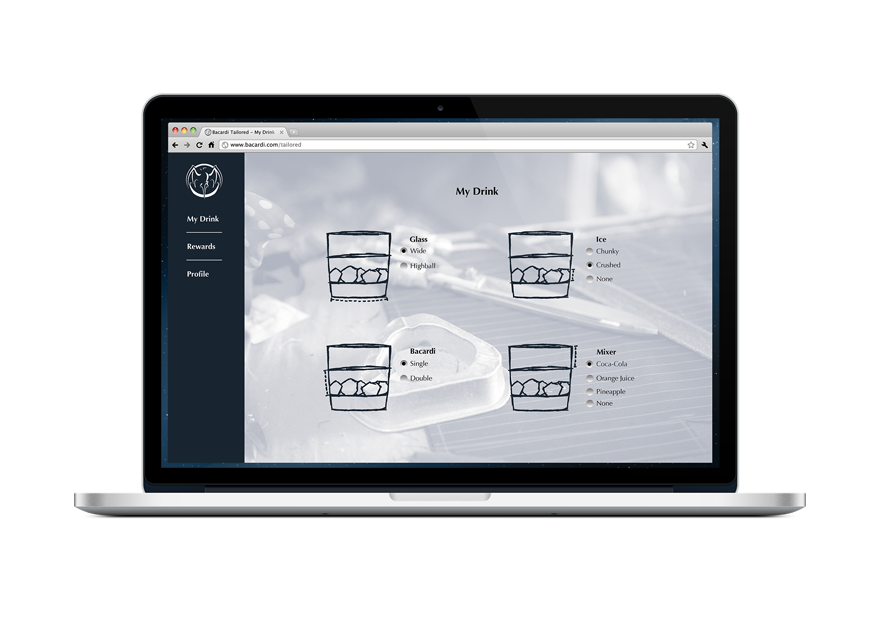 Bacardi Tailored – My Drink
www.bacardi.com/tailored
My Drink
Rewards
Profile
My Drink
Glass
Wide
Highball
Ice
Chunky
Crushed
None
Bacardi
Single
Double
Mixer
Coca-Cola
Orange Juice
Pineapple
None